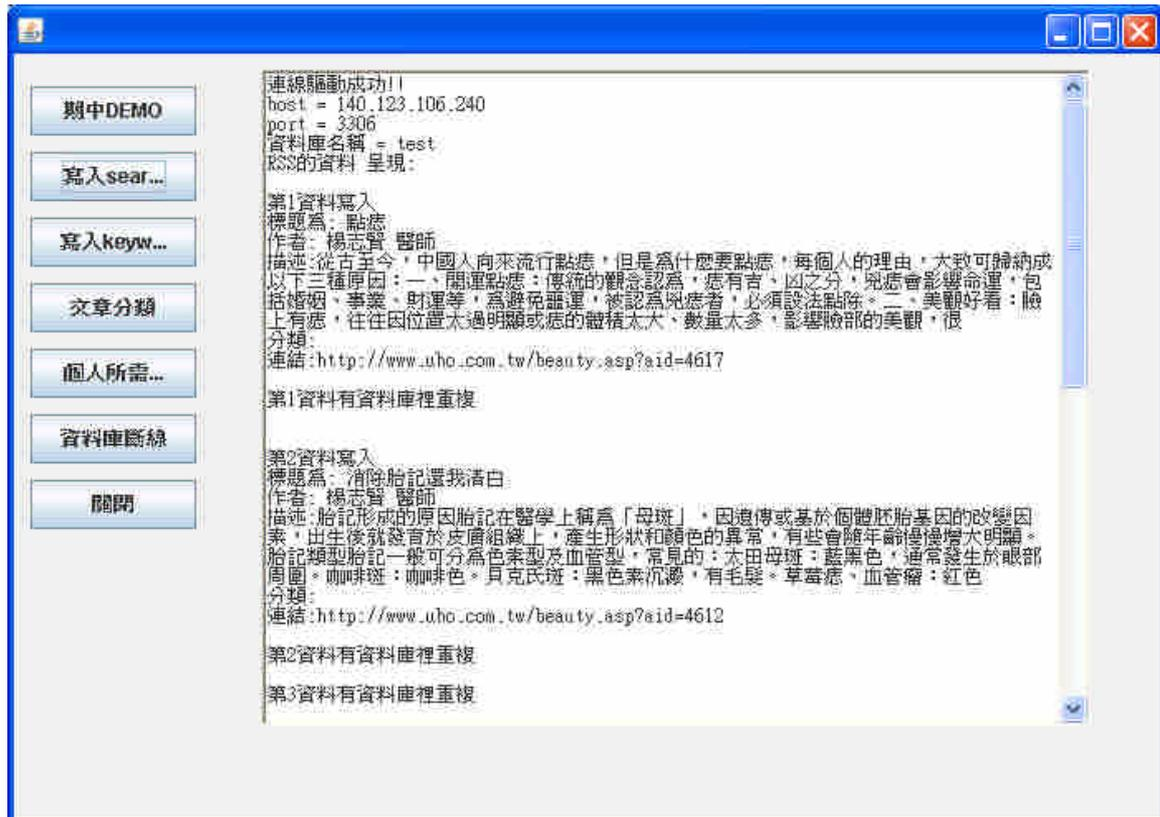 期中DEMO
寫入sear...
寫入keyw...
文章分類
個人所需...
資料庫斷線
關閉
連線驅動成功!!
host = 140.123.106.240
port = 3306
資料庫名稱 = test
RSS的資料 呈現:
第1資料寫入
標題為: 點痣
作者: 楊志賢 醫師
描述:從古至今，中國人向來流行點痣，但是為什麼要點痣，每個人的理由，大致可歸納成
以下三種原因：一、開運點痣：傳統的觀念認為，痣有吉、凶之分，兇痣會影響命運，包
括婚姻、事業、財運等，為避免噩運，被認為兇痣者，必須設法點除。二、美觀好看：臉
上有痣，往往因位置太過明顯或痣的體積太大、數量太多，影響臉部的美觀，很
分類:
連結:http://www.uho.com.tw/beauty.asp?aid=4617
第1資料有資料庫裡重複
第2資料寫入
標題為: 消除胎記還我清白
作者: 楊志賢 醫師
描述:胎記形成的原因胎記在醫學上稱為「母斑」，因遺傳或基於個體胚胎基因的改變因
素，出生後就發育於皮膚組織上，產生形狀和顏色的異常，有些會隨年齡慢慢增大明顯。
胎記類型胎記一般可分為色素型及血管型，常見的：太田母斑：藍黑色，通常發生於眼部
周圍。咖啡斑：咖啡色。貝克氏斑：黑色素沉澱，有毛髮。草莓痣、血管瘤：紅色
分類:
連結:http://www.uho.com.tw/beauty.asp?aid=4612
第2資料有資料庫裡重複
第3資料有資料庫裡重複